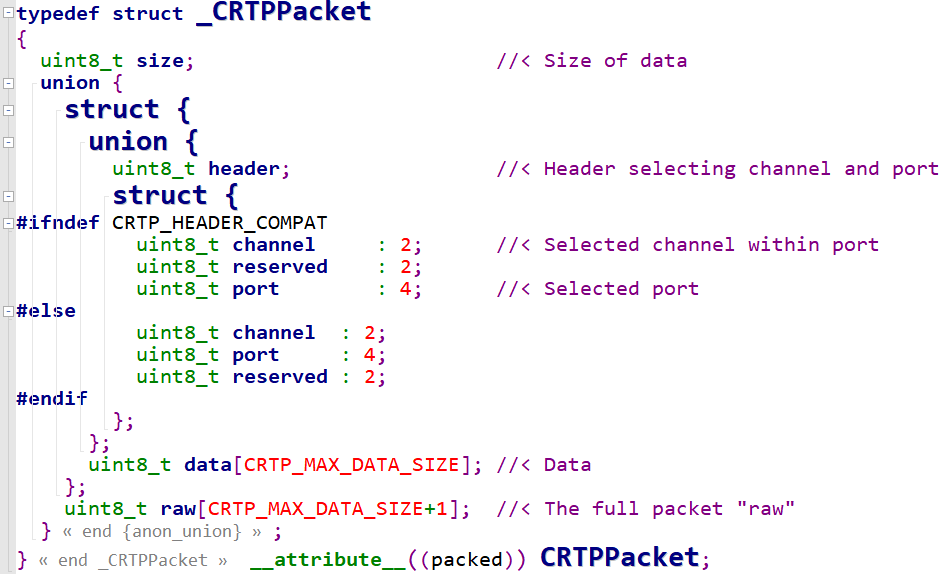 typedef struct _CRTPPacket
{
  uint8_t size;                         //< Size of data
  union {
    struct {
      union {
        uint8_t header;                 //< Header selecting channel and port
        struct {
#ifndef CRTP_HEADER_COMPAT
          uint8_t channel     : 2;      //< Selected channel within port
          uint8_t reserved    : 2;
          uint8_t port        : 4;      //< Selected port
#else
          uint8_t channel  : 2;
          uint8_t port     : 4;
          uint8_t reserved : 2;
#endif
        };
      };
      uint8_t data[CRTP_MAX_DATA_SIZE]; //< Data
    };
    uint8_t raw[CRTP_MAX_DATA_SIZE+1];  //< The full packet "raw"
  } « end {anon_union} » ;
} « end _CRTPPacket »  __attribute__((packed)) CRTPPacket;